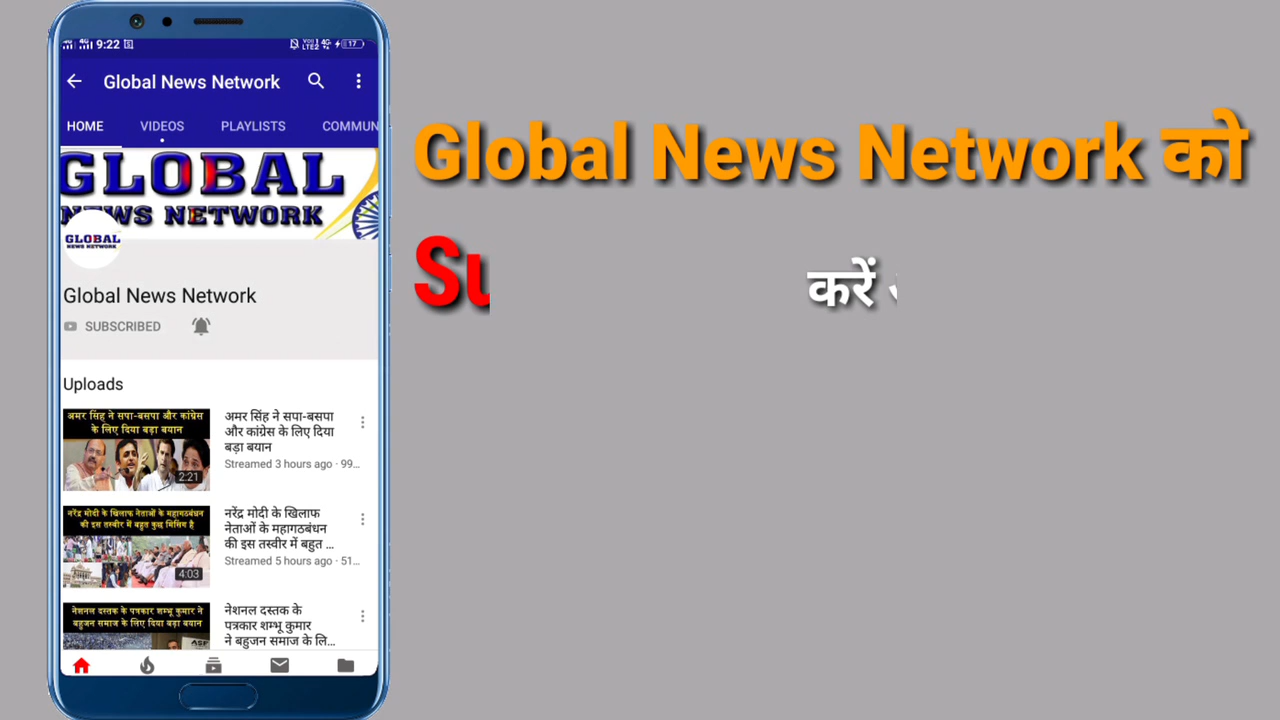 9:22
VoLTE2 4G 17
Global News Network
HOME VIDEOS PLAYLISTS COMMUN
GLOBAL
NEWS NETWORK
GLOBAL
NEWS NETWORK
Global News Network
SUBSCRIBED
Uploads
अमर सिंह ने सपा-बसपा और कांग्रेस
के लिए दिया बड़ा बयान
2:21
अमर सिंह ने सपा-बसपा
और कांग्रेस के लिए दिया
बड़ा बयान
Streamed 3 hours ago · 99...
नरेंद्र मोदी के खिलाफ नेताओं के महागठबंधन
की इस तस्वीर में बहुत कुछ मिसिंग है
4:03
नरेंद्र मोदी के खिलाफ
नेताओं के महागठबंधन
की इस तस्वीर में बहुत ...
Streamed 5 hours ago · 51...
नेशनल दस्तक के पत्रकार शम्भू कुमार ने
बहुजन समाज के लिए दिया बड़ा बयान
नेशनल दस्तक के
पत्रकार शम्भू कुमार
ने बहुजन समाज के लि...
Global News Network को
Su करें